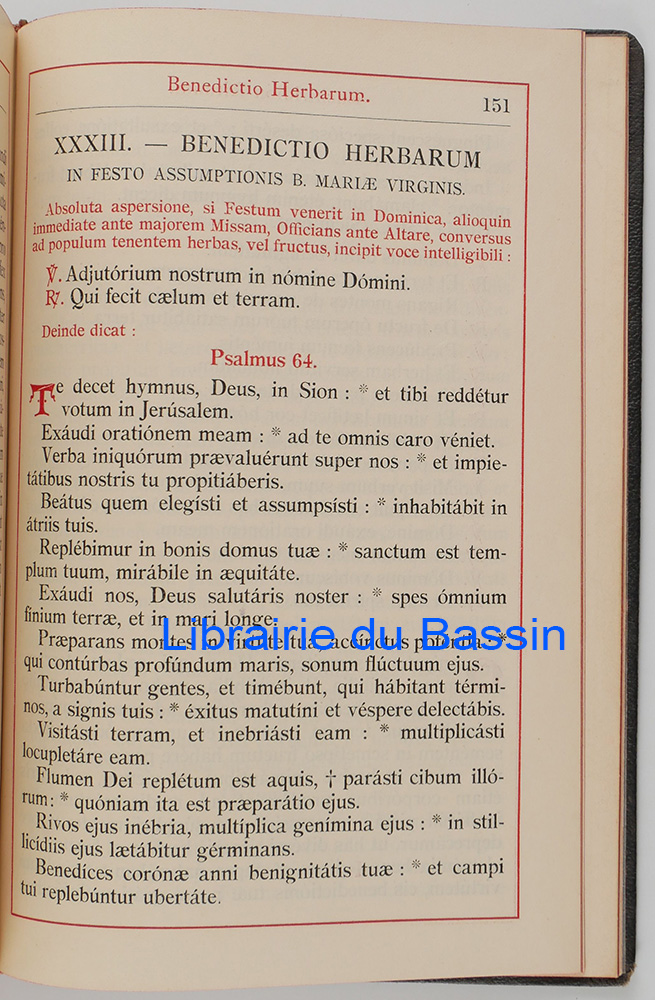 Benedictio Herbarum.
151
XXXIII. — BENEDICTIO HERBARUM
IN FESTO ASSUMPTIONIS B. MARIÆ VIRGINIS.
Absoluta aspersione, si Festum venerit in Dominica, alioquin
immediate ante majorem Missam, Officians ante Altare, conversus
ad populum tenentem herbas, vel fructus, incipit voce intelligibili :
℣. Adjutórium nostrum in nómine Dómini.
℟. Qui fecit cælum et terram.
Deinde dicat :
Psalmus 64.
Te decet hymnus, Deus, in Sion : * et tibi reddétur
votum in Jerúsalem.
Exáudi oratiónem meam : * ad te omnis caro véniet.
Verba iniquórum prævaluérunt super nos : * et impie-
tátibus nostris tu propitiáberis.
Beátus quem elegísti et assumpsísti : * inhabitábit in
átriis tuis.
Replébimur in bonis domus tuæ : * sanctum est tem-
plum tuum, mirábile in æquitáte.
Exáudi nos, Deus salutáris noster : * spes ómnium
fínium terræ, et in mari longe.
Librairie du Bassin
Præparans montes in virtúte tua, accínctus poténtia : *
qui contúrbas profúndum maris, sonum flúctuum ejus.
Turbabúntur gentes, et timébunt, qui hábitant térmi-
nos, a signis tuis : * éxitus matutíni et véspere delectábis.
Visitásti terram, et inebriásti eam : * multiplicásti
locupletáre eam.
Flumen Dei replétum est aquis, † parásti cibum illó-
rum : * quóniam ita est præparátio ejus.
Rivos ejus inébria, multíplica genímina ejus : * in stil-
licídiis ejus lætábitur gérminans.
Benedíces corónæ anni benignitátis tuæ : * et campi
tui replebúntur ubertáte.